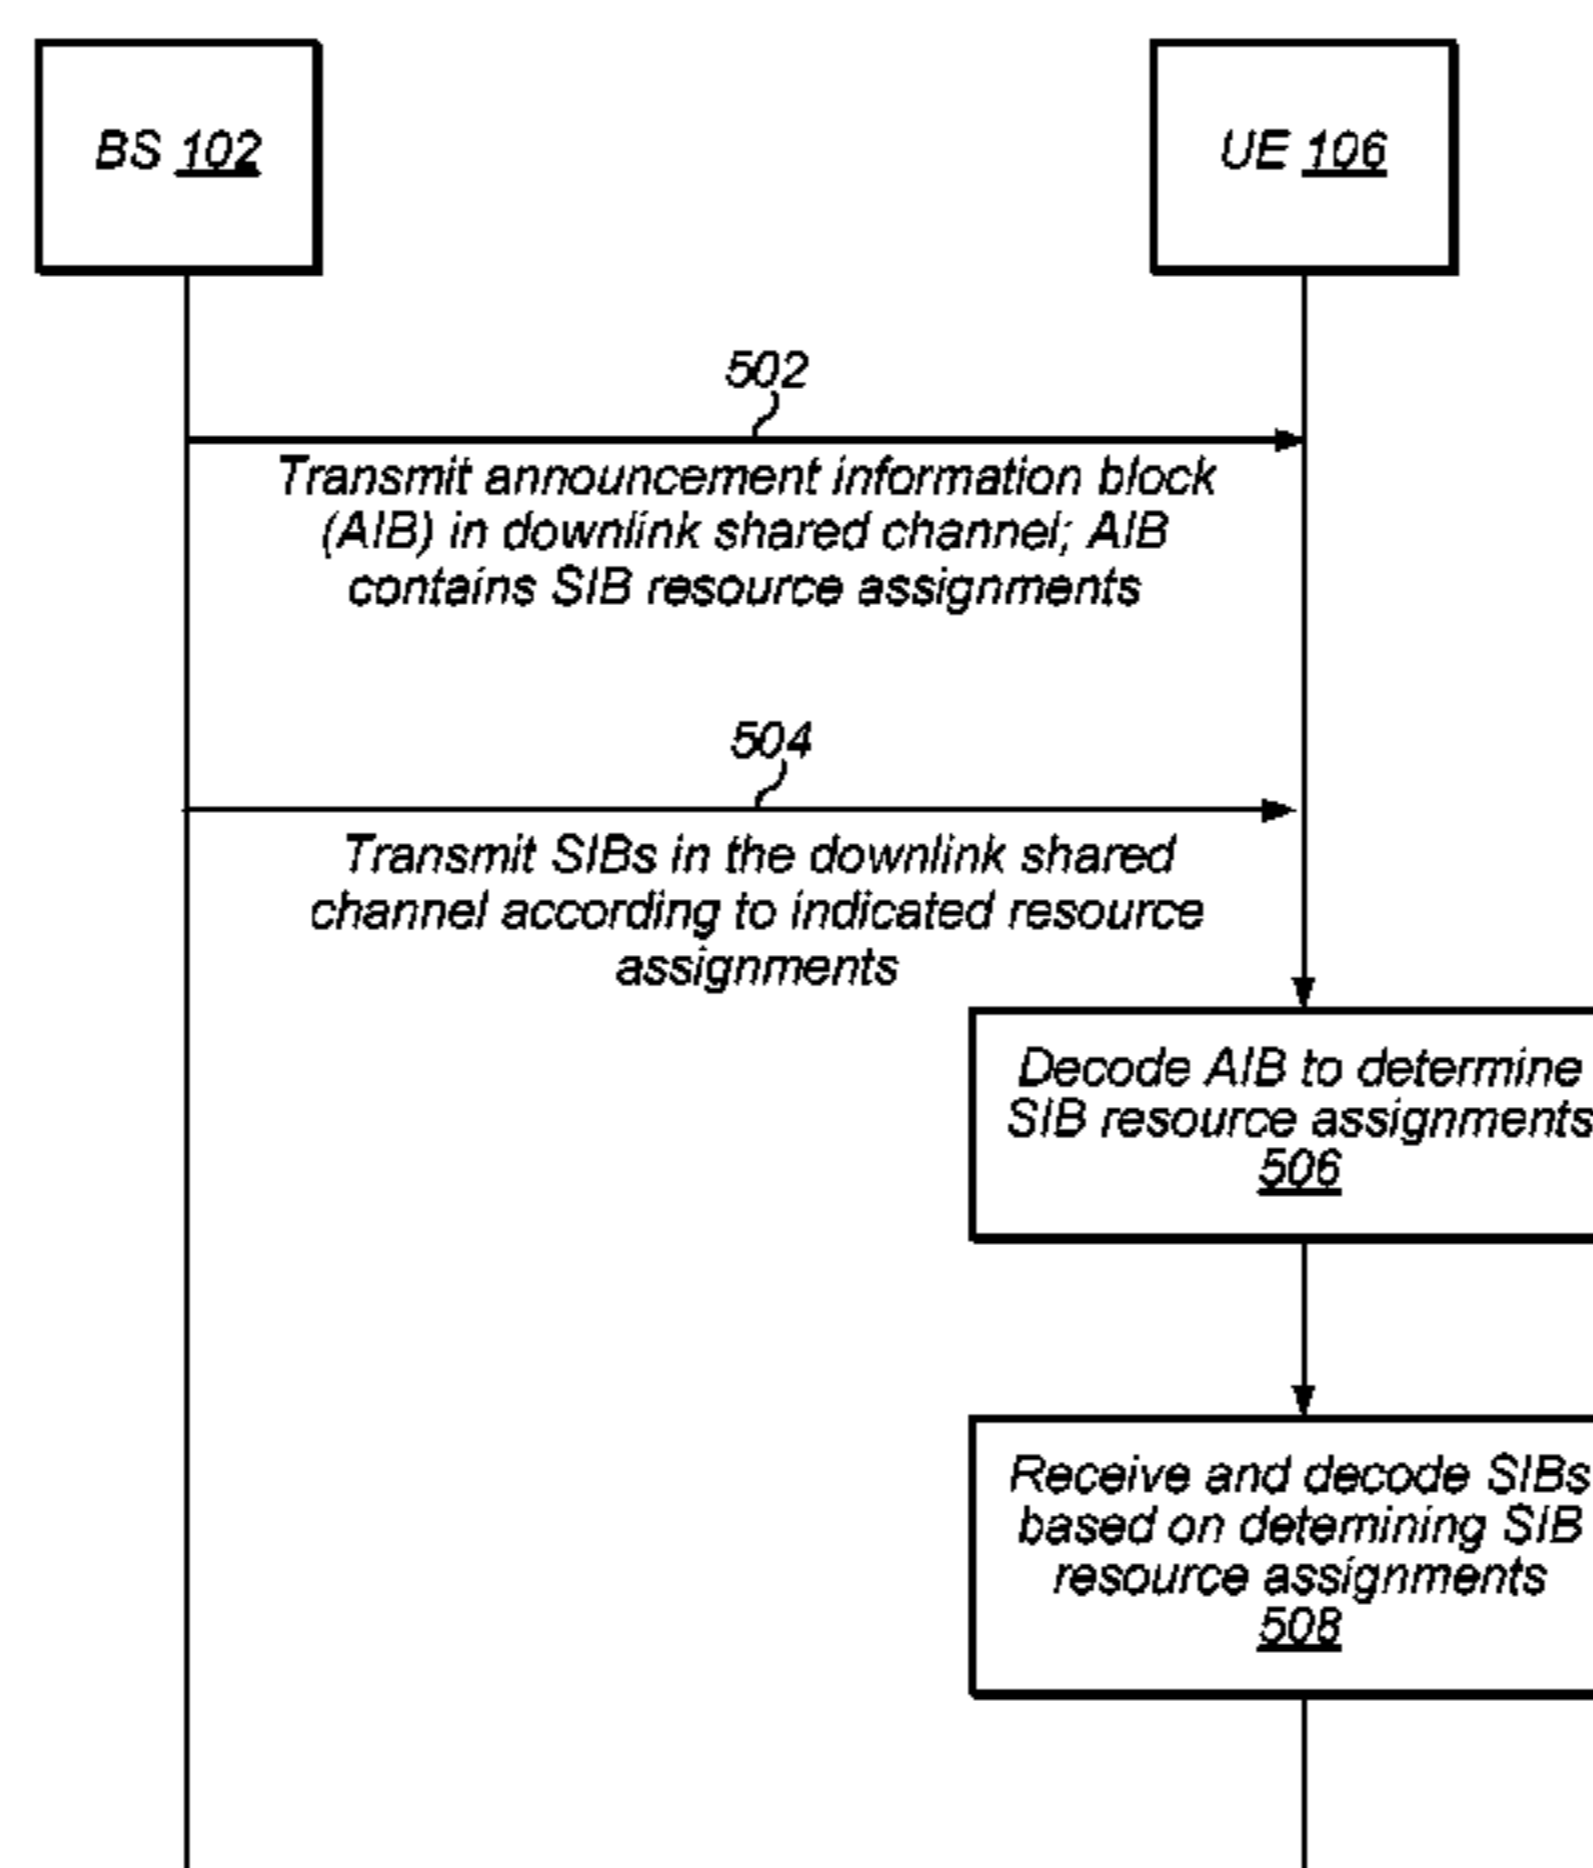 BS 102
UE 106
502
Transmit announcement information block
(AIB) in downlink shared channel; AIB
contains SIB resource assignments
504
Transmit SIBs in the downlink shared
channel according to indicated resource
assignments
Decode AIB to determine
SIB resource assignments
506
Receive and decode SIBs
based on detemining SIB
resource assignments
508